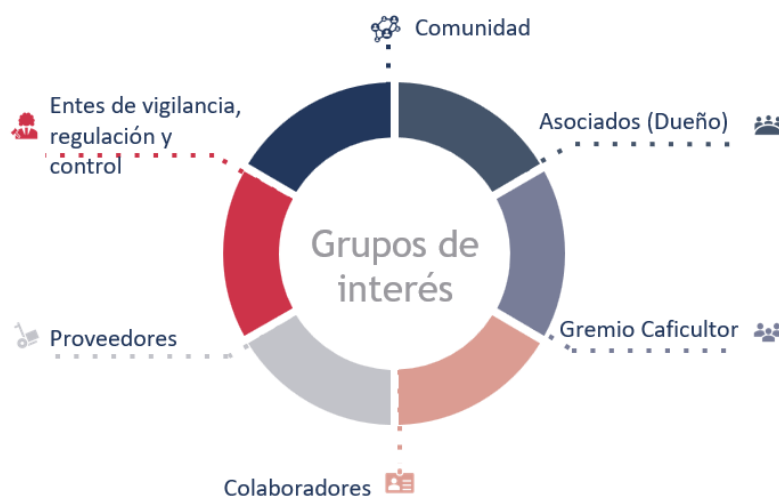 Comunidad
Asociados (Dueño)
Gremio Caficultor
Colaboradores
Proveedores
Entes de vigilancia,
regulación y
control
Grupos de
interés